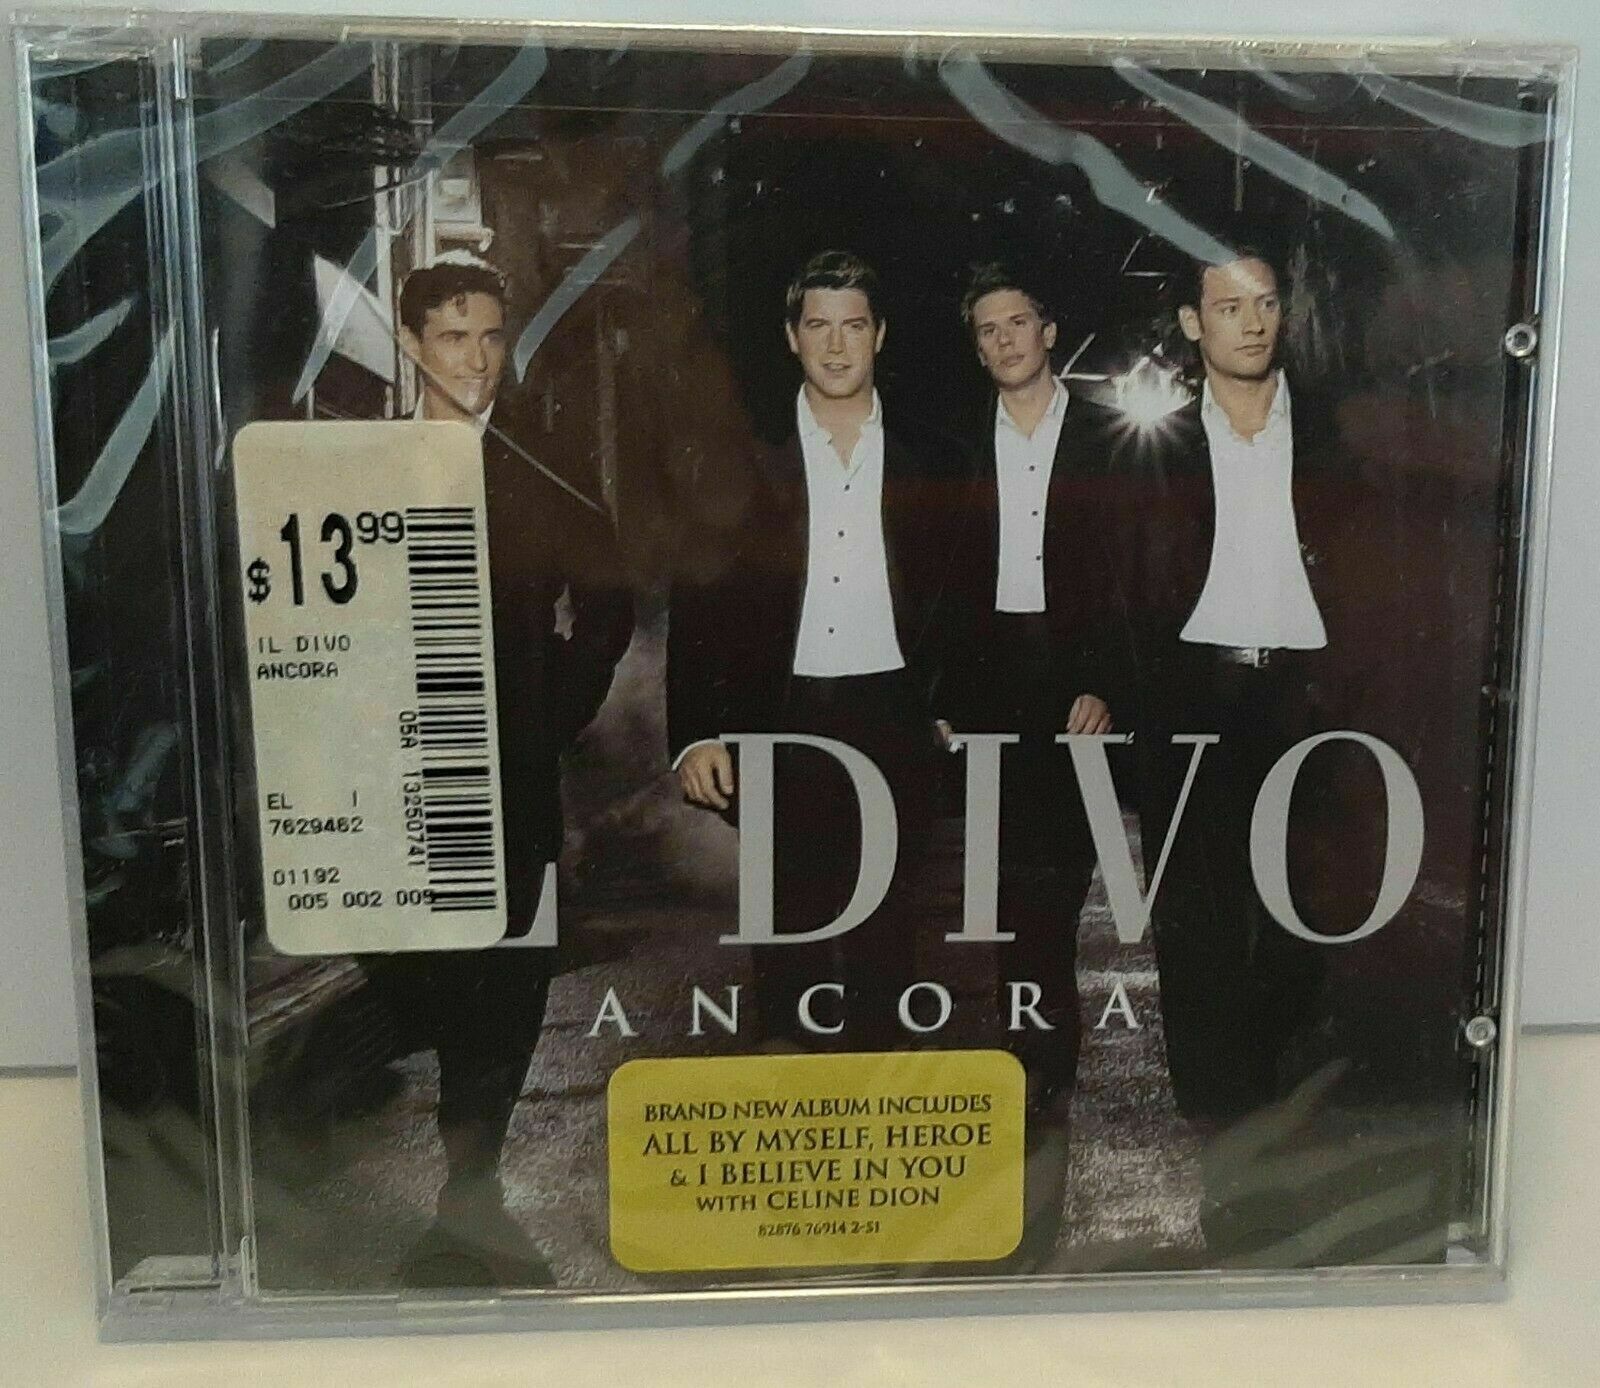 $13 99
IL DIVO
ANCORA
EL I
7629462
01192
005 002 005
05A 13250741
L DIVO
ANCORA
BRAND NEW ALBUM INCLUDES
ALL BY MYSELF, HEROE
& I BELIEVE IN YOU
WITH CELINE DION
82876 76914 2-S1